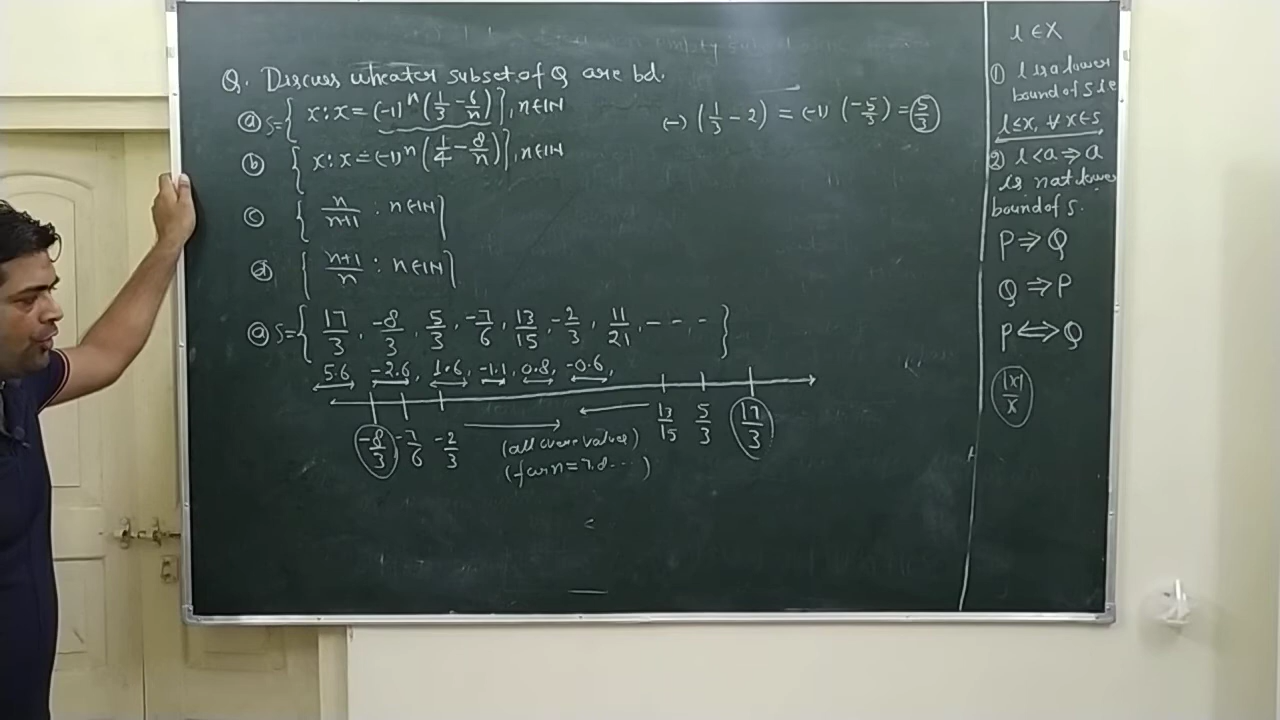 Q. Discuss wheater subset of Q are bd.
ⓐ S={ x : x = (-1)^n (1/3 - 6/n)}, n∈IN
(-) (1/3 - 2) = (-1) (-5/3) = 5/3
ⓑ { x : x = (-1)^n (1/4 - 8/n)}, n∈IN
ⓒ { n/n+1 : n∈IN}
ⓓ { n+1/n : n∈IN}
ⓐ S={ 17/3, -8/3, 5/3, -7/6, 13/15, -2/3, 11/21, - - , - }
5.6, -2.6, 1.6, -1.1, 0.8, -0.6,
-8/3 -7/6 -2/3 13/15 5/3 17/3
(all values)
(for n=7,8...)
l ∈ X
① l is a lower
bound of S i.e
l≤x, ∀ x∈S
② l<a ⇒ a
is not lower
bound of S.
P ⇒ Q
Q ⇒ P
P ⟺ Q
|x|/x